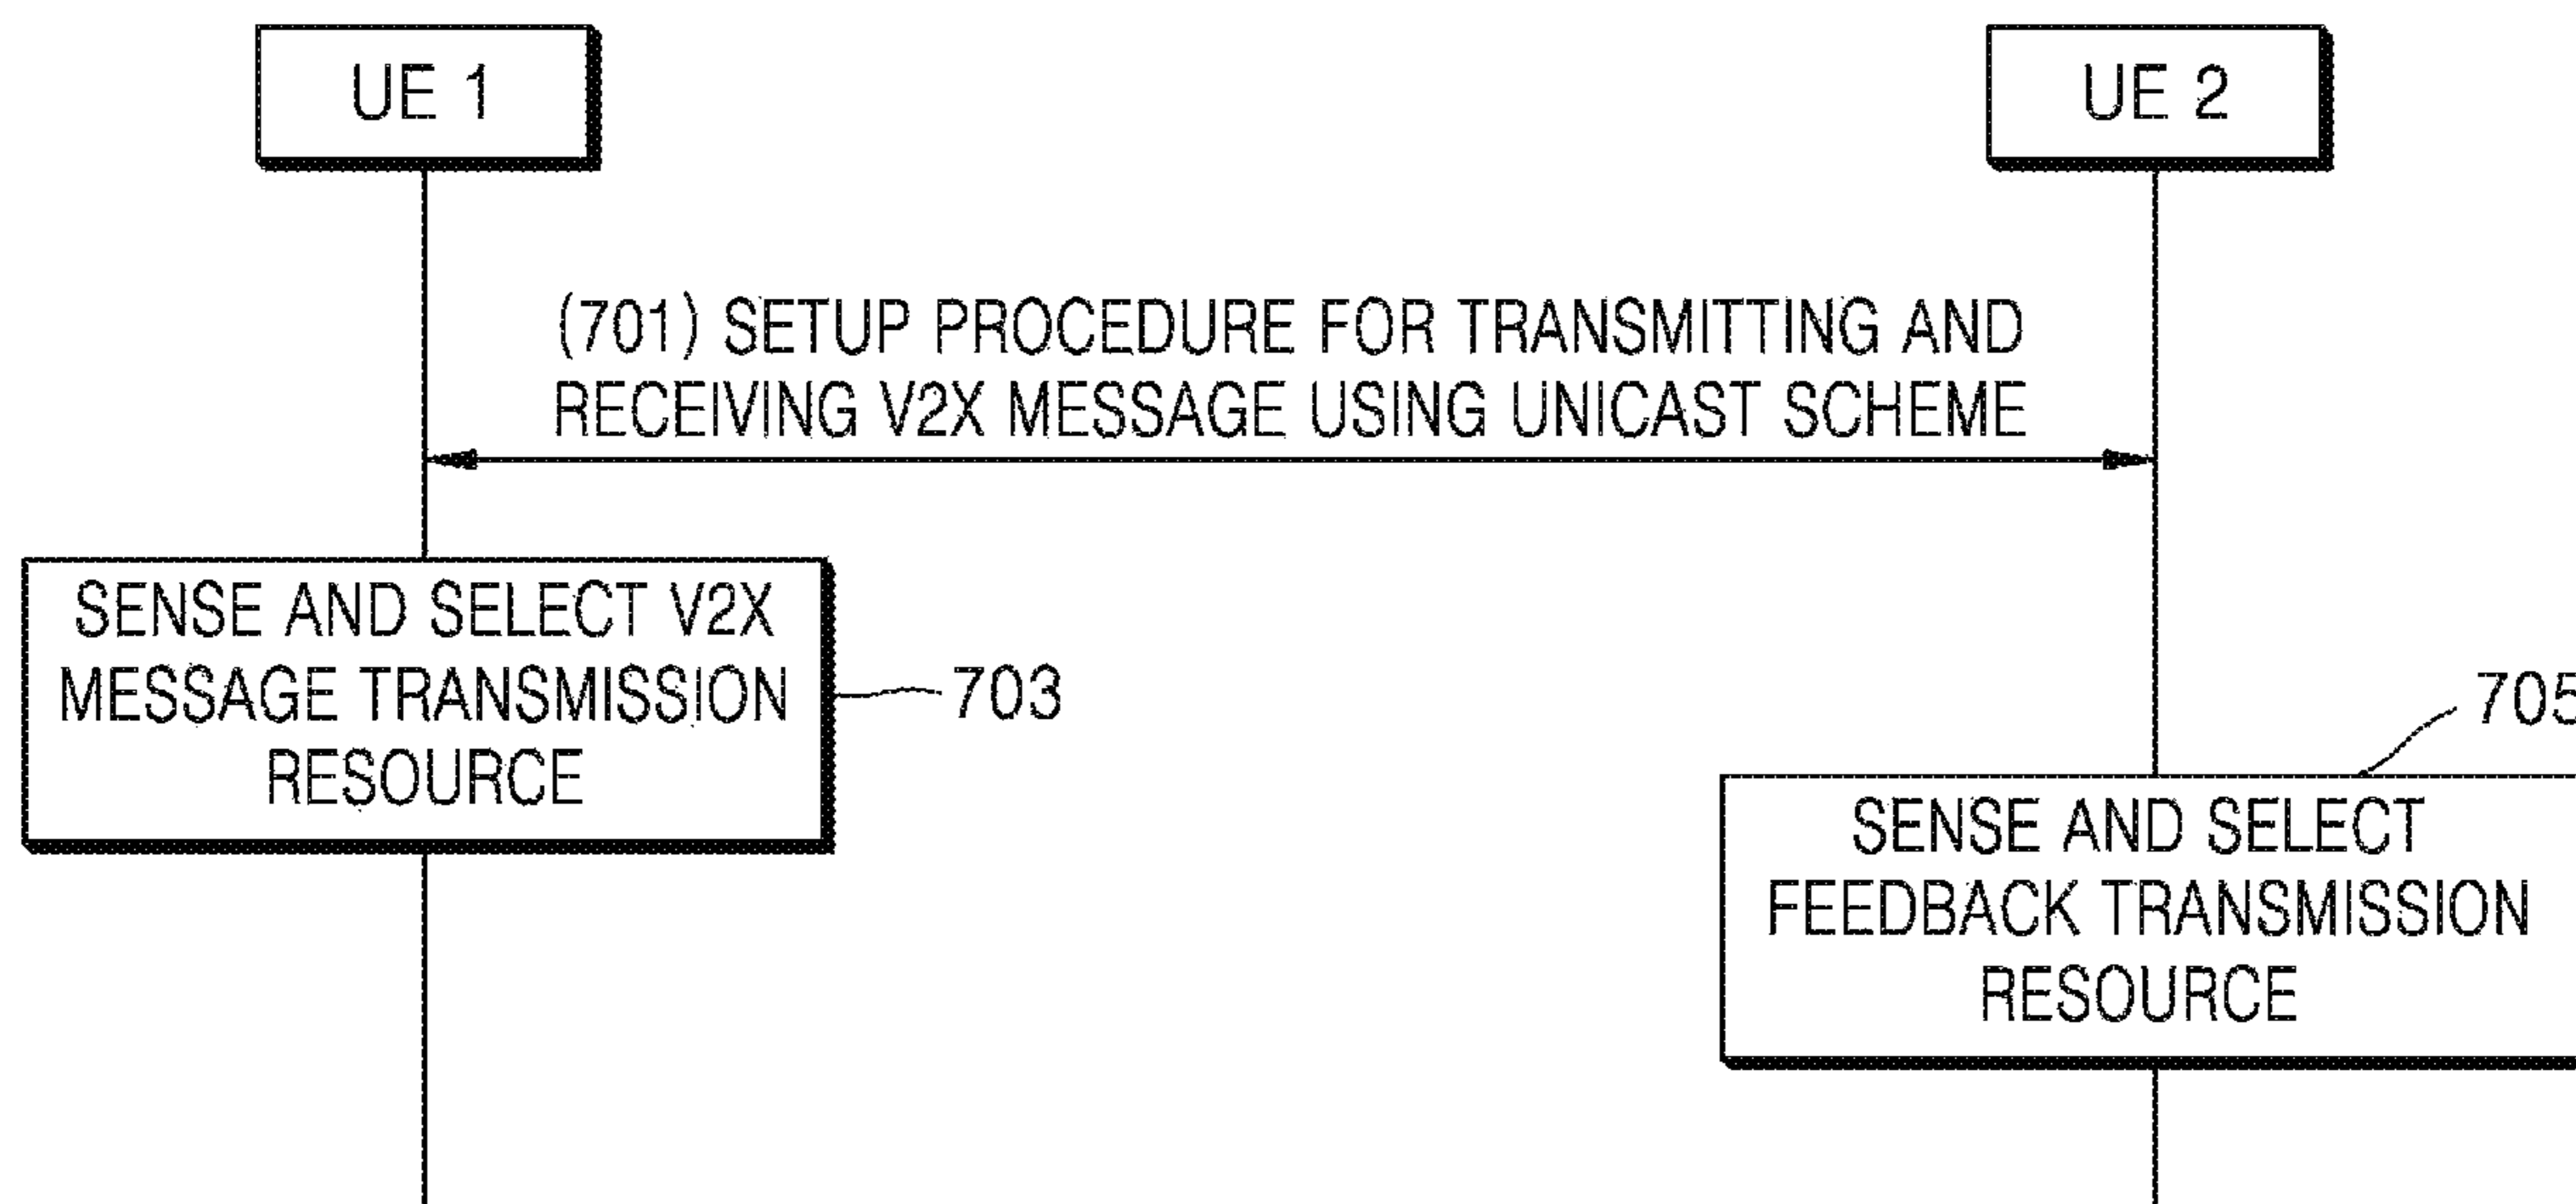 UE 1
UE 2
(701) SETUP PROCEDURE FOR TRANSMITTING AND
RECEIVING V2X MESSAGE USING UNICAST SCHEME
SENSE AND SELECT V2X
MESSAGE TRANSMISSION
RESOURCE
703
705
SENSE AND SELECT
FEEDBACK TRANSMISSION
RESOURCE